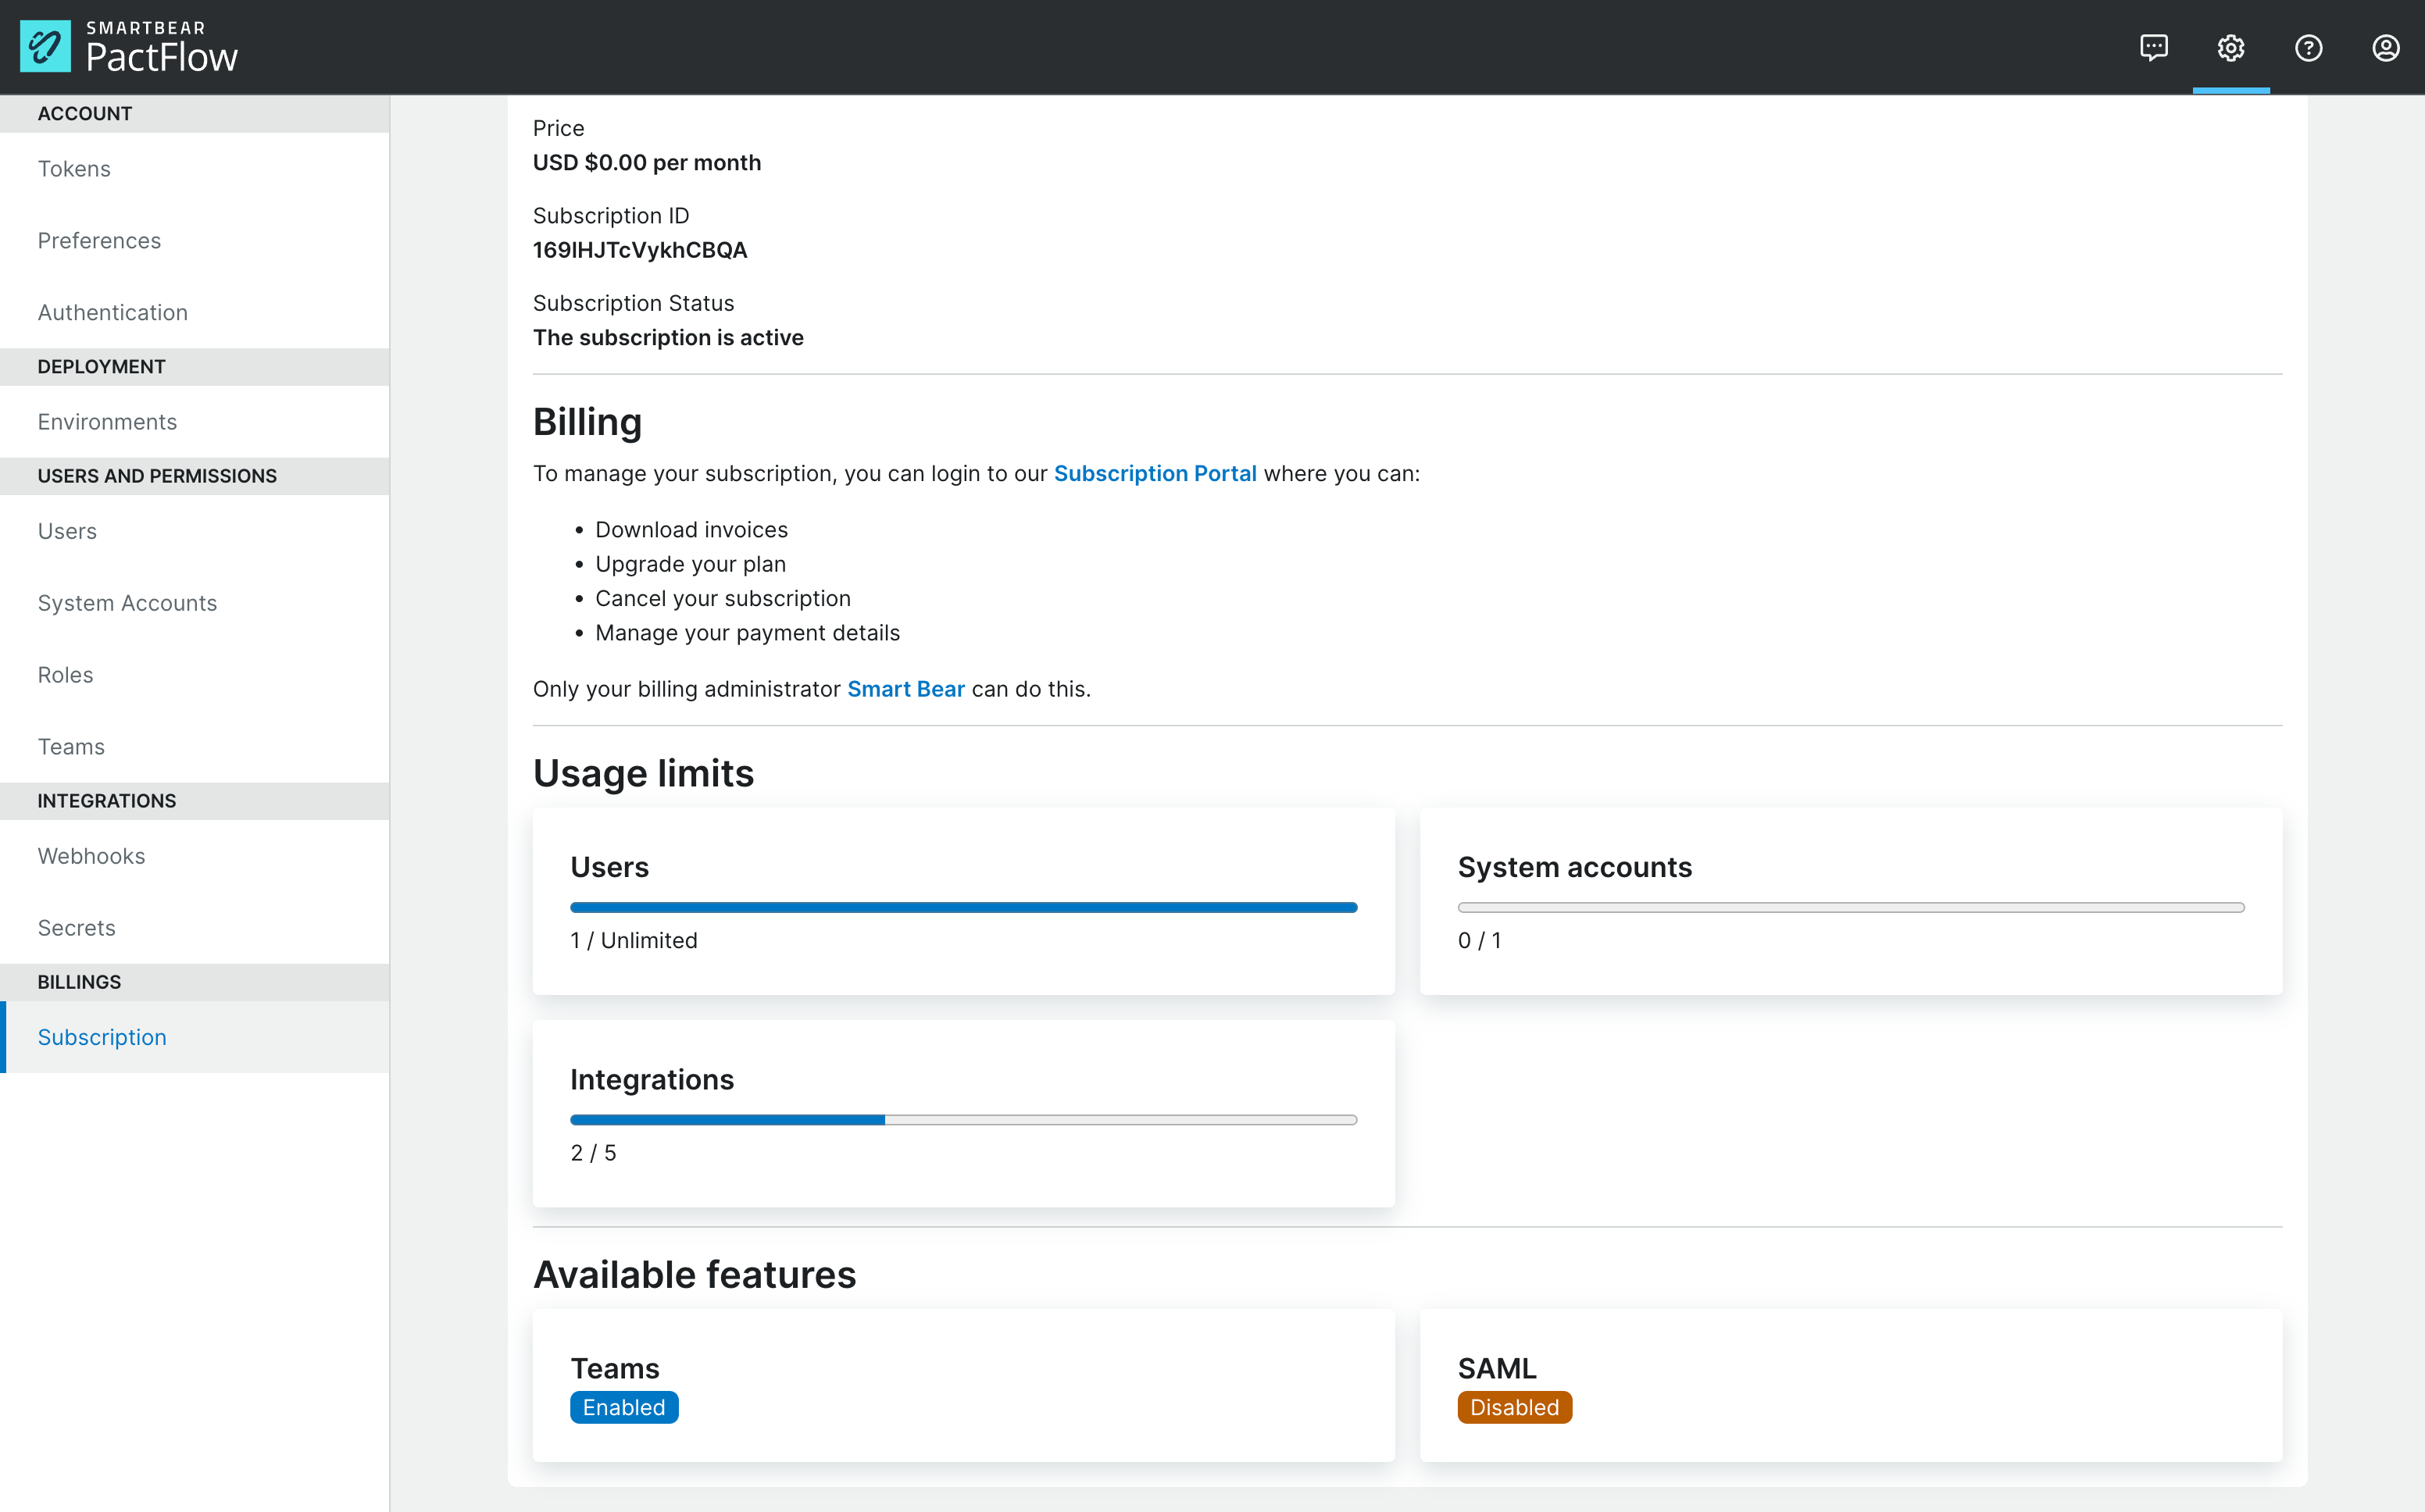 SMARTBEAR
PactFlow
ACCOUNT
Tokens
Preferences
Authentication
DEPLOYMENT
Environments
USERS AND PERMISSIONS
Users
System Accounts
Roles
Teams
INTEGRATIONS
Webhooks
Secrets
BILLINGS
Subscription
Price
USD $0.00 per month
Subscription ID
169lHJTcVykhCBQA
Subscription Status
The subscription is active
Billing
To manage your subscription, you can login to our Subscription Portal where you can:
• Download invoices
• Upgrade your plan
• Cancel your subscription
• Manage your payment details
Only your billing administrator Smart Bear can do this.
Usage limits
Users
1 / Unlimited
System accounts
0 / 1
Integrations
2 / 5
Available features
Teams
Enabled
SAML
Disabled